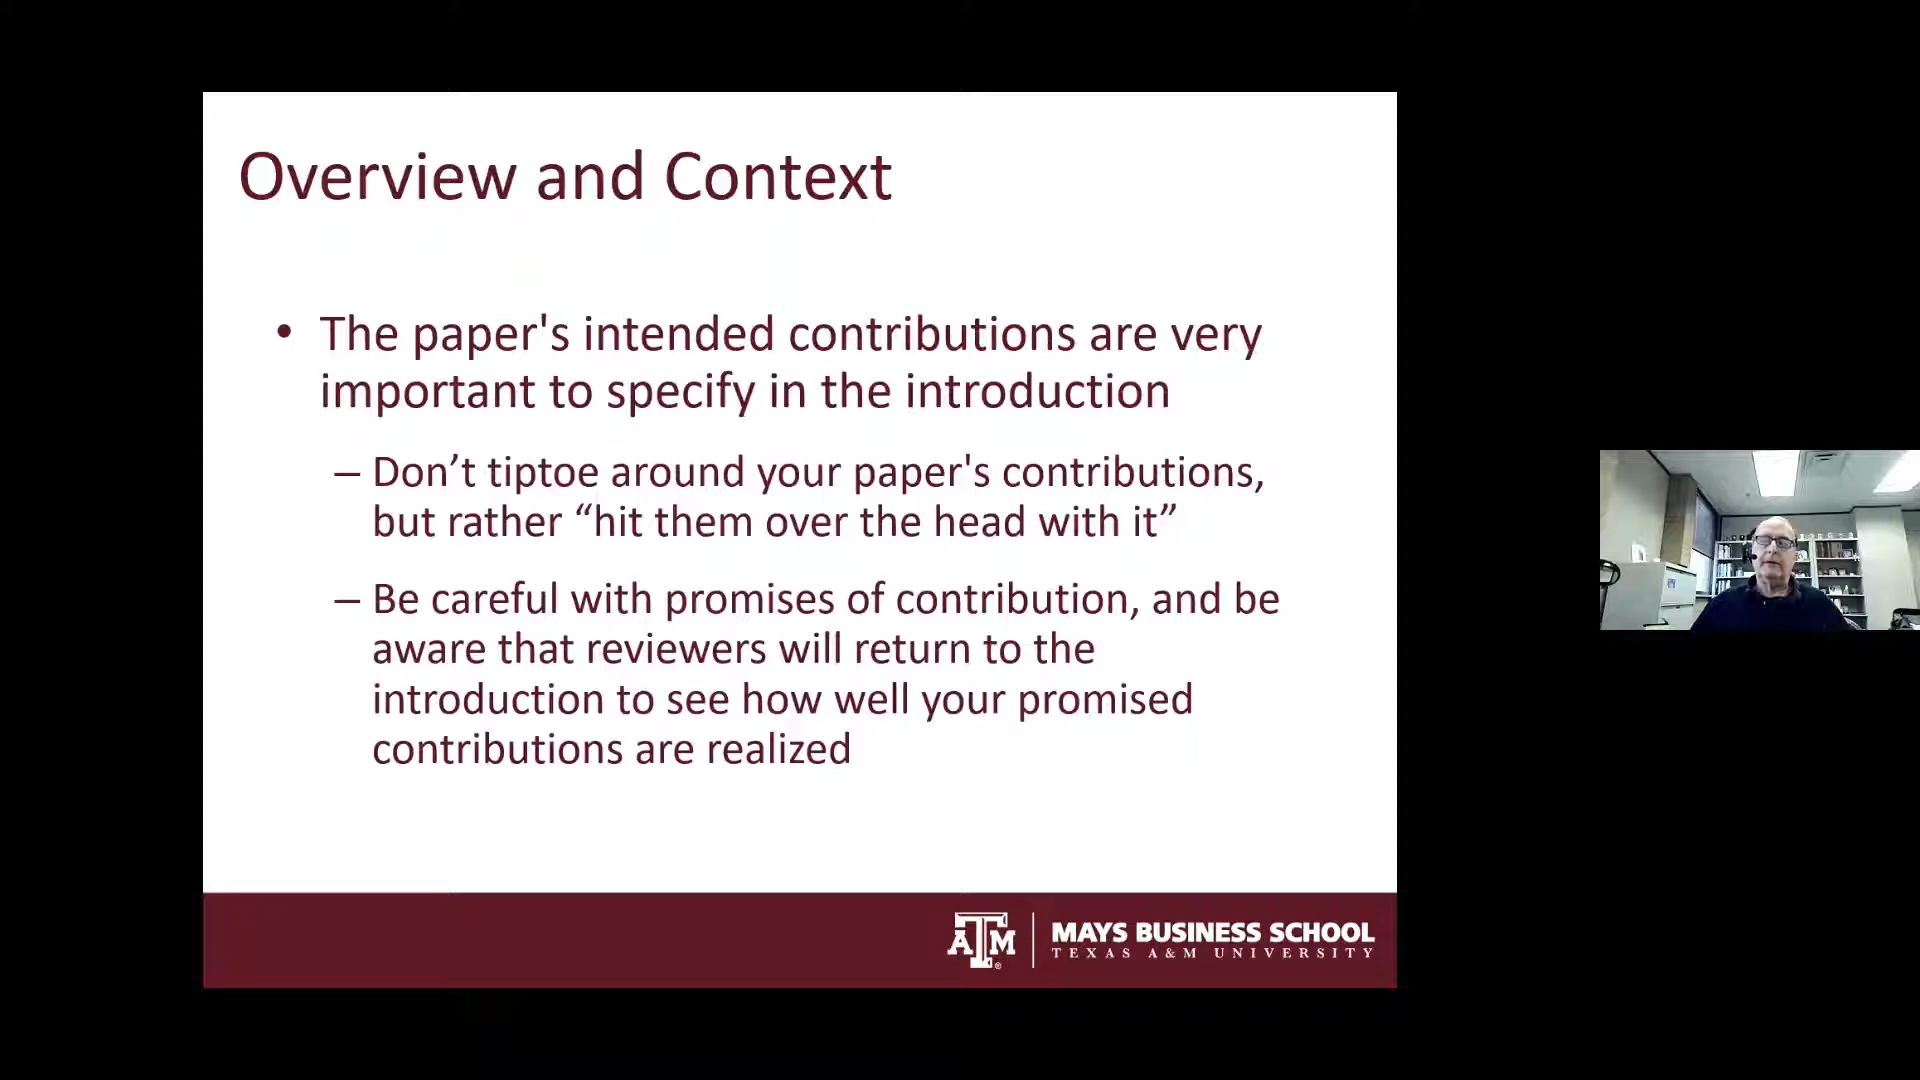 Overview and Context
• The paper's intended contributions are very
important to specify in the introduction
– Don’t tiptoe around your paper's contributions,
but rather “hit them over the head with it”
– Be careful with promises of contribution, and be
aware that reviewers will return to the
introduction to see how well your promised
contributions are realized
ATM® MAYS BUSINESS SCHOOL
TEXAS A&M UNIVERSITY